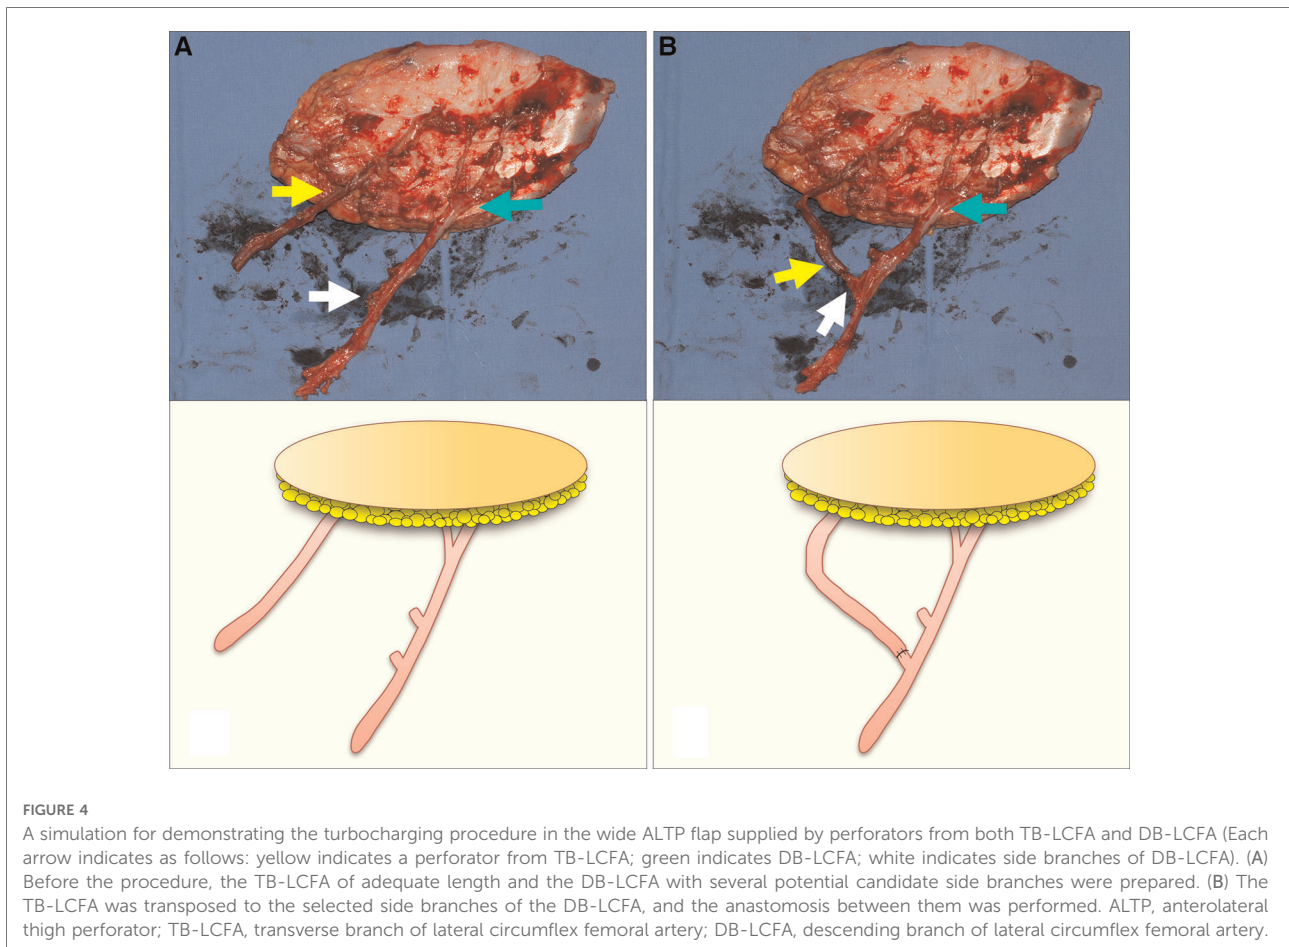 A
B
FIGURE 4
A simulation for demonstrating the turbocharging procedure in the wide ALTP flap supplied by perforators from both TB-LCFA and DB-LCFA (Each
arrow indicates as follows: yellow indicates a perforator from TB-LCFA; green indicates DB-LCFA; white indicates side branches of DB-LCFA). (A)
Before the procedure, the TB-LCFA of adequate length and the DB-LCFA with several potential candidate side branches were prepared. (B) The
TB-LCFA was transposed to the selected side branches of the DB-LCFA, and the anastomosis between them was performed. ALTP, anterolateral
thigh perforator; TB-LCFA, transverse branch of lateral circumflex femoral artery; DB-LCFA, descending branch of lateral circumflex femoral artery.